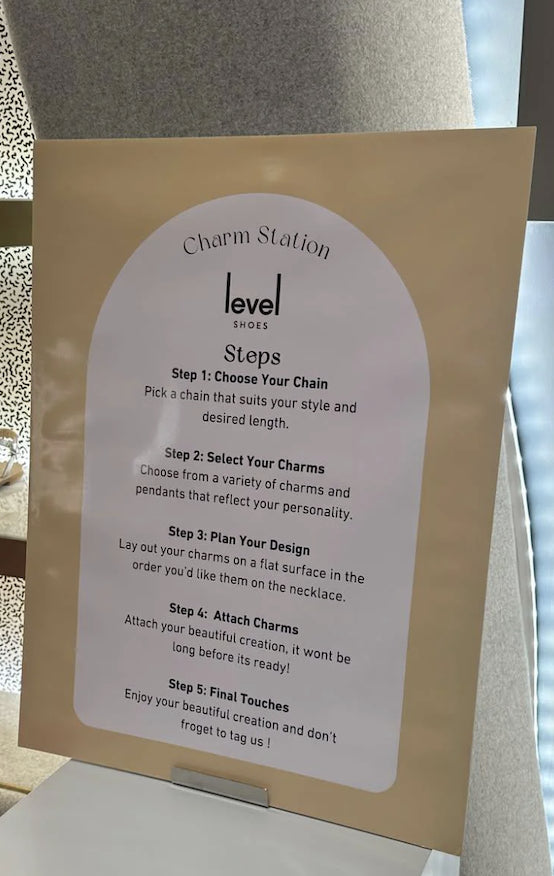 Charm Station
level
SHOES
Steps
Step 1: Choose Your Chain
Pick a chain that suits your style and
desired length.
Step 2: Select Your Charms
Choose from a variety of charms and
pendants that reflect your personality.
Step 3: Plan Your Design
Lay out your charms on a flat surface in the
order you'd like them on the necklace.
Step 4: Attach Charms
Attach your beautiful creation, it wont be
long before its ready!
Step 5: Final Touches
Enjoy your beautiful creation and don't
froget to tag us !